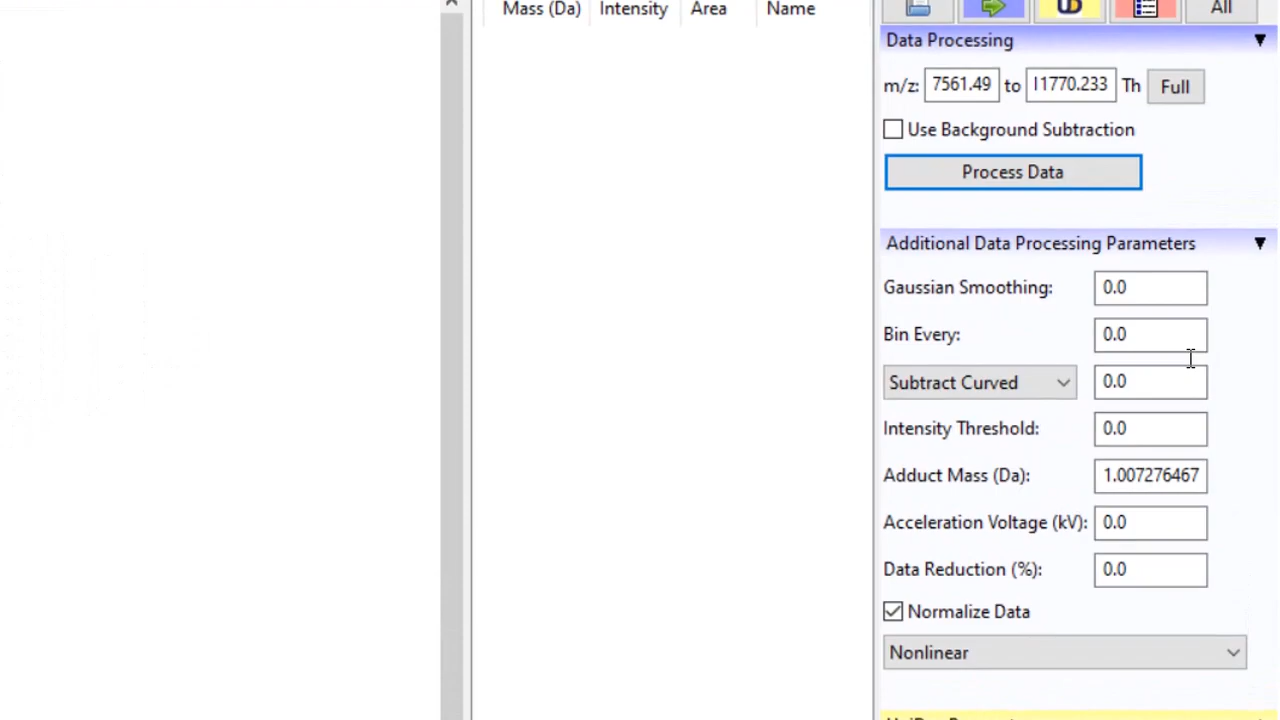 Mass (Da) Intensity Area Name
UD All
Data Processing
m/z: 7561.49 to 11770.233 Th Full
Use Background Subtraction
Process Data
Additional Data Processing Parameters
Gaussian Smoothing: 0.0
Bin Every: 0.0
Subtract Curved 0.0
Intensity Threshold: 0.0
Adduct Mass (Da): 1.007276467
Acceleration Voltage (kV): 0.0
Data Reduction (%): 0.0
Normalize Data
Nonlinear